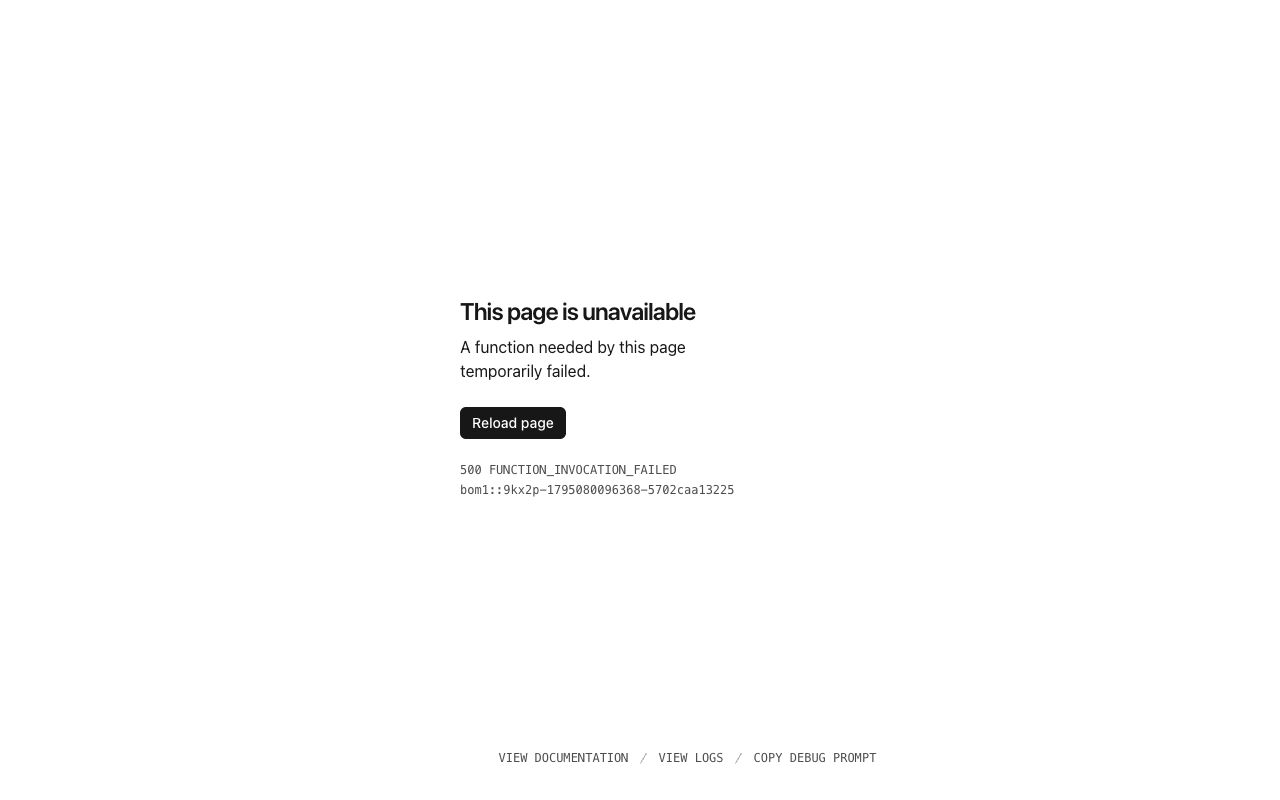 This page is unavailable
A function needed by this page
temporarily failed.
Reload page
500 FUNCTION_INVOCATION_FAILED
bom1::9kx2p-1795080096368-5702caa13225
VIEW DOCUMENTATION / VIEW LOGS / COPY DEBUG PROMPT